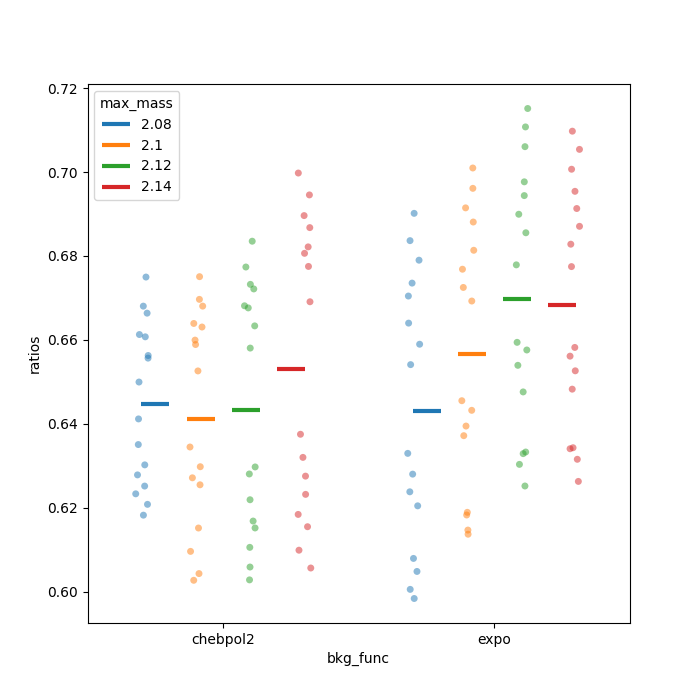 max_mass
2.08
2.1
2.12
2.14
0.72
0.70
0.68
0.66
0.64
0.62
0.60
ratios
chebpol2
expo
bkg_func